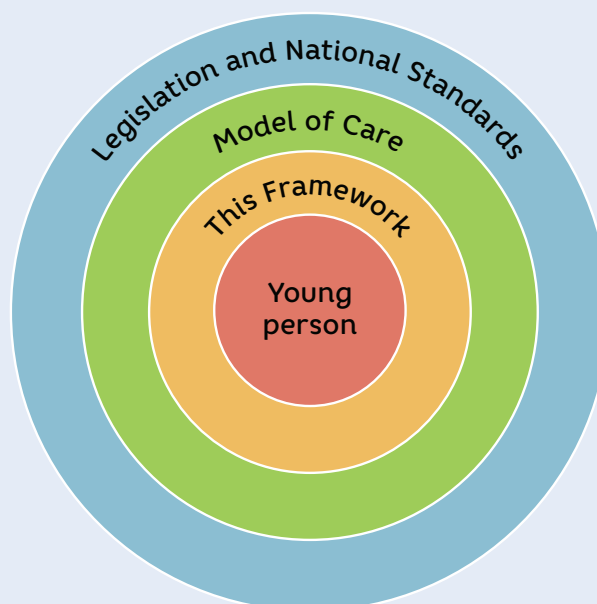 Legislation and National Standards
Model of Care
This Framework
Young
person